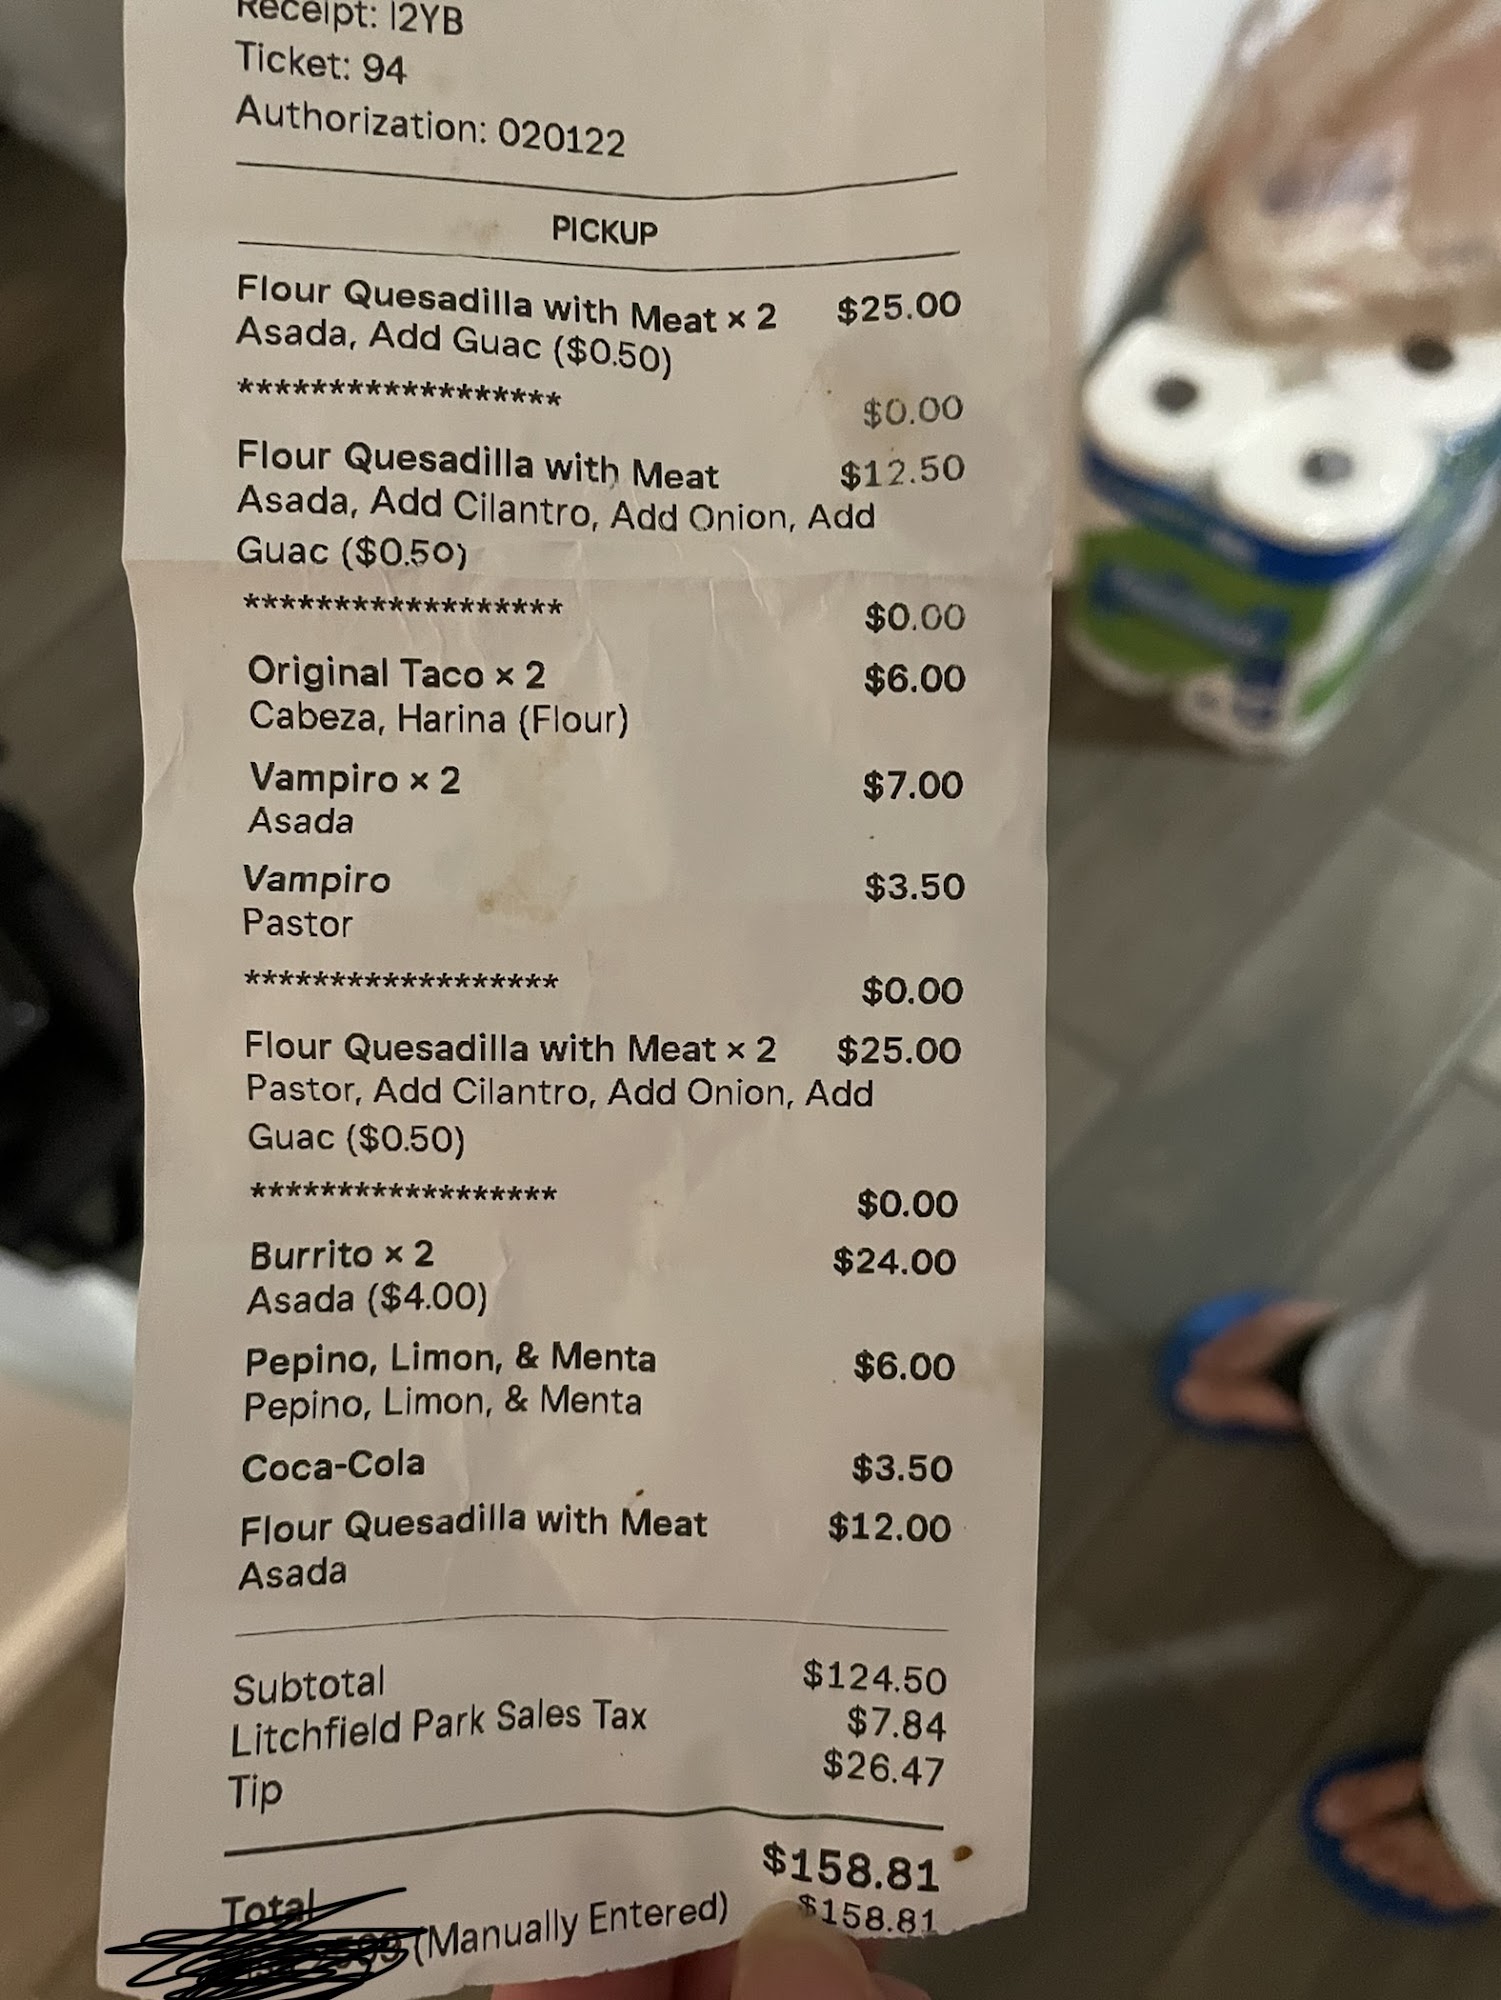 Receipt: I2YB
Ticket: 94
Authorization: 020122
PICKUP
Flour Quesadilla with Meat × 2 $25.00
Asada, Add Guac ($0.50)
****************** $0.00
Flour Quesadilla with Meat $12.50
Asada, Add Cilantro, Add Onion, Add
Guac ($0.50)
****************** $0.00
Original Taco × 2 $6.00
Cabeza, Harina (Flour)
Vampiro × 2 $7.00
Asada
Vampiro $3.50
Pastor
****************** $0.00
Flour Quesadilla with Meat × 2 $25.00
Pastor, Add Cilantro, Add Onion, Add
Guac ($0.50)
****************** $0.00
Burrito × 2 $24.00
Asada ($4.00)
Pepino, Limon, & Menta $6.00
Pepino, Limon, & Menta
Coca-Cola $3.50
Flour Quesadilla with Meat $12.00
Asada
Subtotal $124.50
Litchfield Park Sales Tax $7.84
Tip $26.47
Total $158.81
(Manually Entered) $158.81